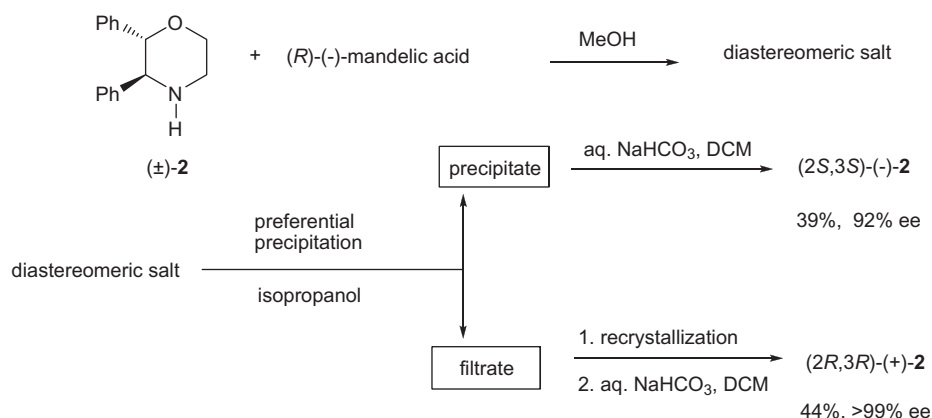 Ph
O
Ph
N
H
(±)-2
+
(R)-(-)-mandelic acid
MeOH
diastereomeric salt
precipitate
aq. NaHCO3, DCM
(2S,3S)-(-)-2
39%, 92% ee
preferential
precipitation
diastereomeric salt
isopropanol
filtrate
1. recrystallization
2. aq. NaHCO3, DCM
(2R,3R)-(+)-2
44%, >99% ee